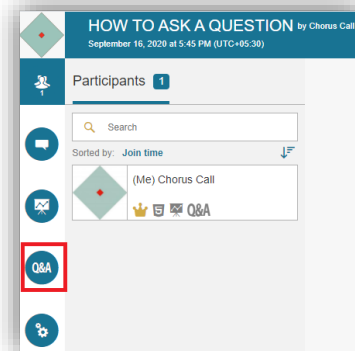 HOW TO ASK A QUESTION by Chorus Call
September 16, 2020 at 5:45 PM (UTC+05:30)
1
Participants 1
Search
Sorted by: Join time
(Me) Chorus Call
Q&A
Q&A